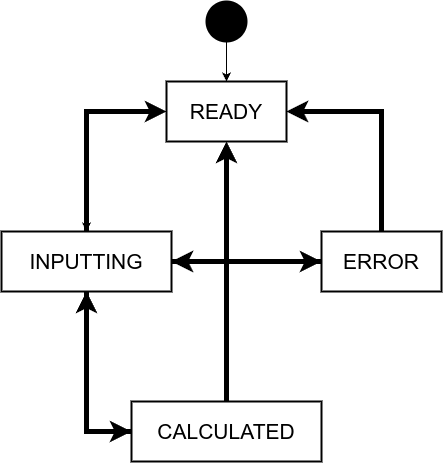 READY
INPUTTING
ERROR
CALCULATED